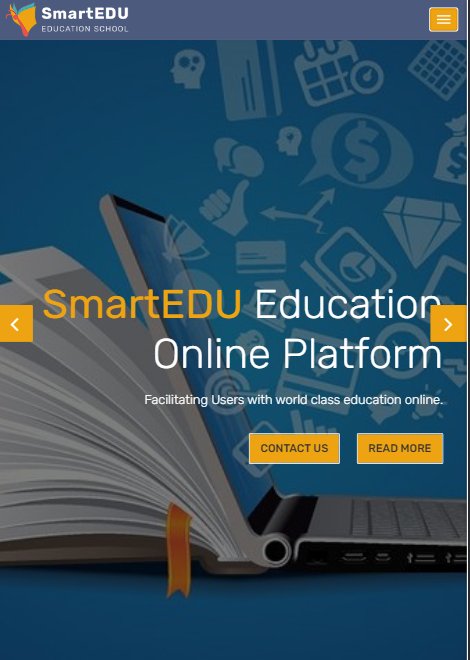 SmartEDU
EDUCATION SCHOOL
SmartEDU Education
Online Platform
Facilitating Users with world class education online.
CONTACT US
READ MORE